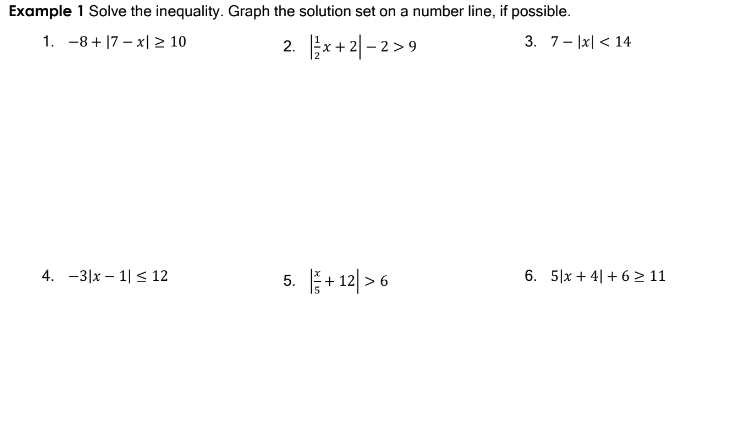 Example 1 Solve the inequality. Graph the solution set on a number line, if possible.
1. −8 + |7 − x| ≥ 10
2. |1/2 x + 2| − 2 > 9
3. 7 − |x| < 14
4. −3|x − 1| ≤ 12
5. |x/5 + 12| > 6
6. 5|x + 4| + 6 ≥ 11